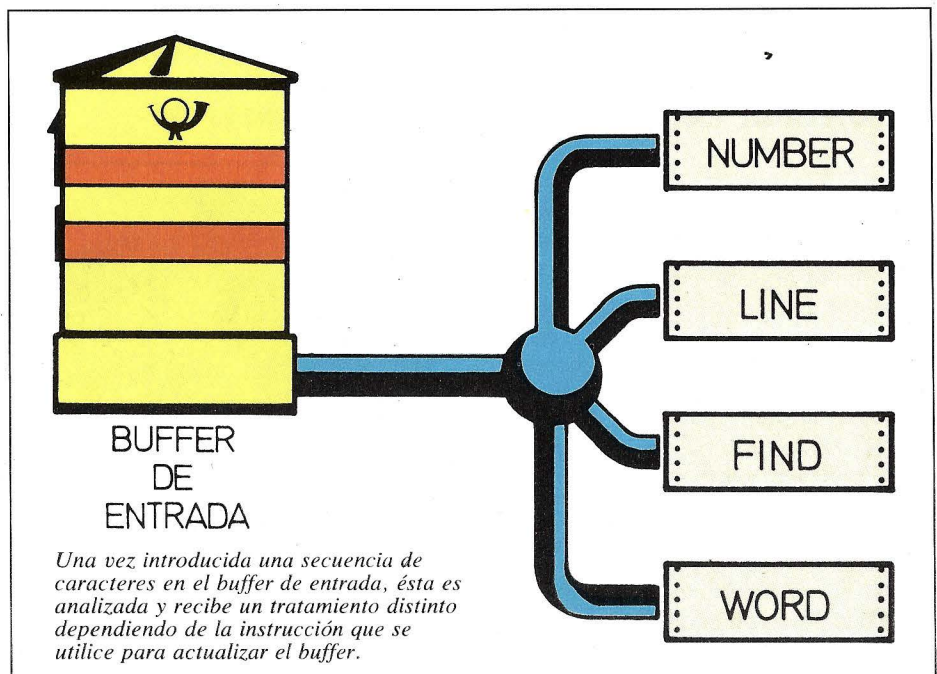 NUMBER
LINE
FIND
WORD
BUFFER
DE
ENTRADA
Una vez introducida una secuencia de
caracteres en el buffer de entrada, ésta es
analizada y recibe un tratamiento distinto
dependiendo de la instrucción que se
utilice para actualizar el buffer.